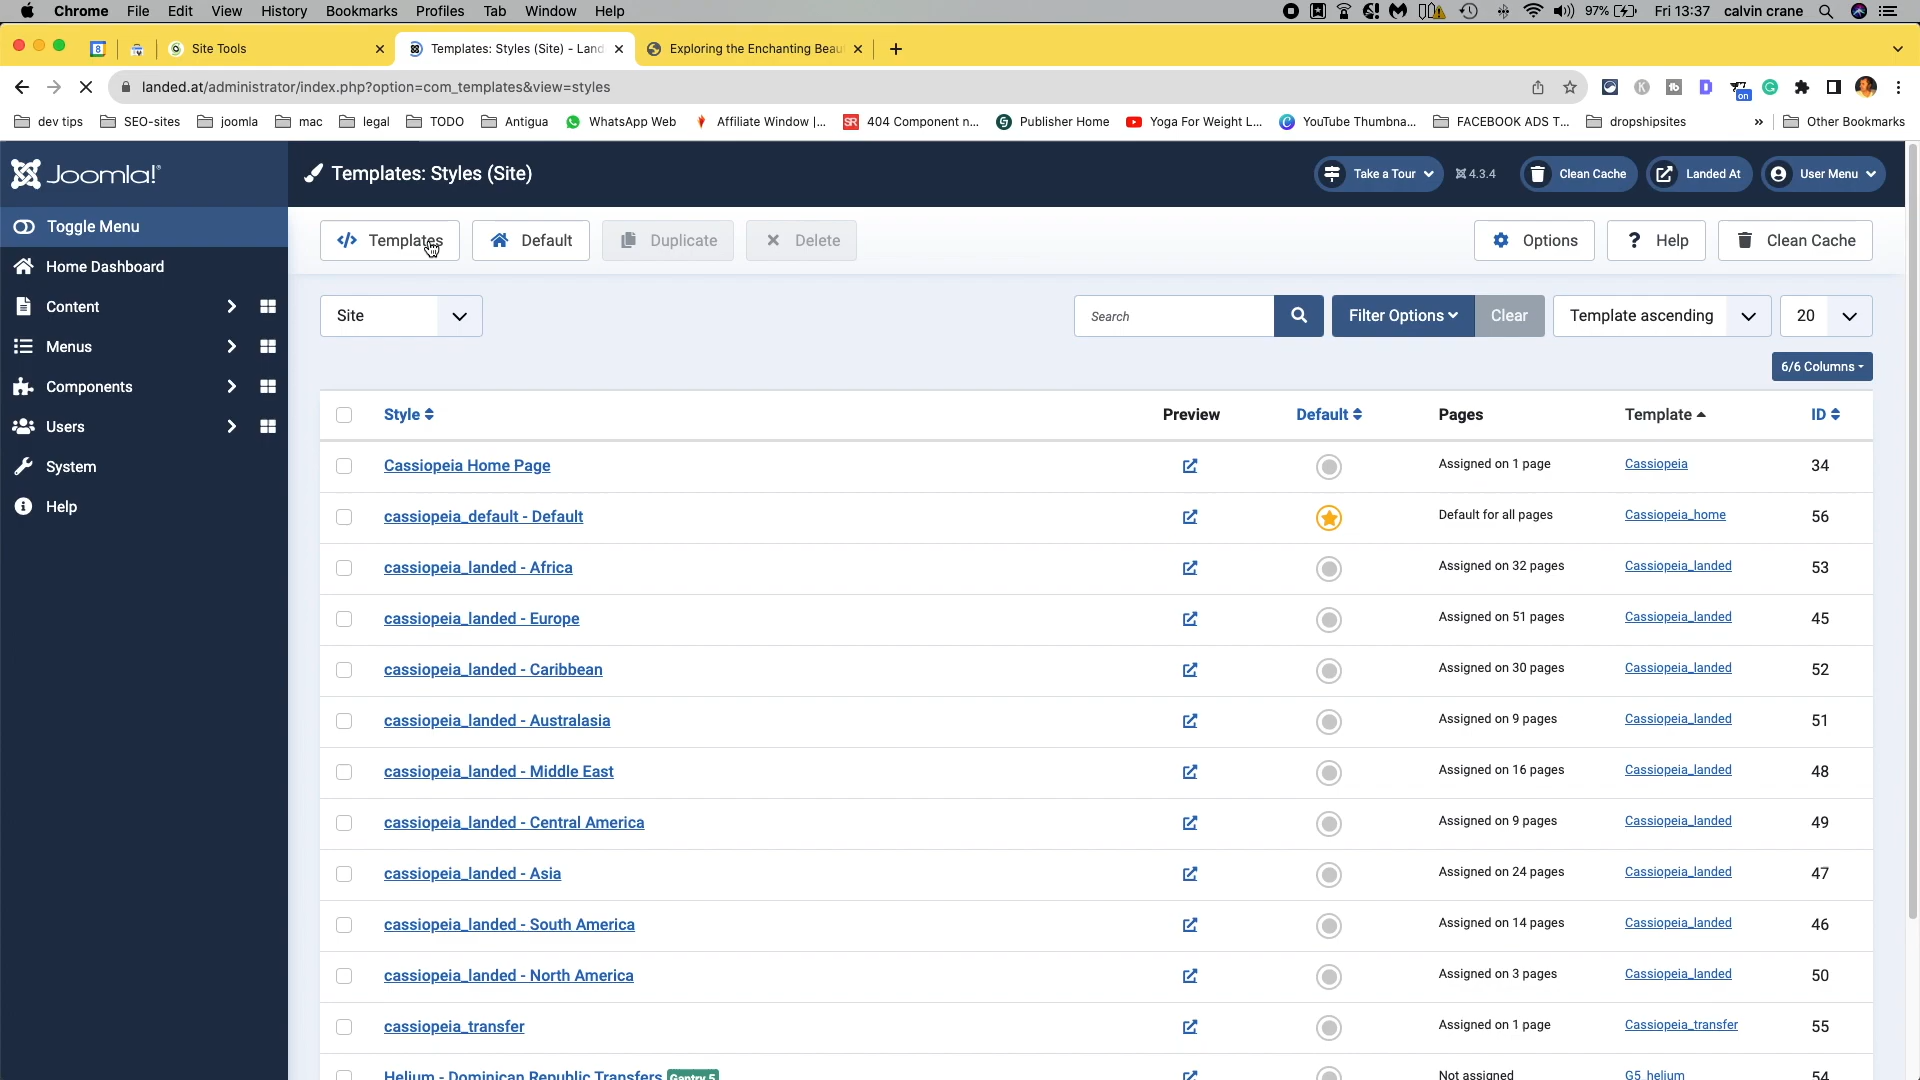 Chrome File Edit View History Bookmarks Profiles Tab Window Help 97% Fri 13:37 calvin crane
8 Site Tools Templates: Styles (Site) - Land Exploring the Enchanting Beau
landed.at/administrator/index.php?option=com_templates&view=styles on
dev tips SEO-sites joomla mac legal TODO Antigua WhatsApp Web Affiliate Window |... SR 404 Component n... Publisher Home Yoga For Weight L... YouTube Thumbna... FACEBOOK ADS T... dropshipsites » Other Bookmarks
Joomla! Templates: Styles (Site) Take a Tour 4.3.4 Clean Cache Landed At User Menu
Toggle Menu
Templates Default Duplicate Delete Options ? Help Clean Cache
Home Dashboard
Content
Menus
Components
Users
System
Help
Site Search Filter Options Clear Template ascending 20
6/6 Columns
Style Preview Default Pages Template ID
Cassiopeia Home Page Assigned on 1 page Cassiopeia 34
cassiopeia_default - Default Default for all pages Cassiopeia_home 56
cassiopeia_landed - Africa Assigned on 32 pages Cassiopeia_landed 53
cassiopeia_landed - Europe Assigned on 51 pages Cassiopeia_landed 45
cassiopeia_landed - Caribbean Assigned on 30 pages Cassiopeia_landed 52
cassiopeia_landed - Australasia Assigned on 9 pages Cassiopeia_landed 51
cassiopeia_landed - Middle East Assigned on 16 pages Cassiopeia_landed 48
cassiopeia_landed - Central America Assigned on 9 pages Cassiopeia_landed 49
cassiopeia_landed - Asia Assigned on 24 pages Cassiopeia_landed 47
cassiopeia_landed - South America Assigned on 14 pages Cassiopeia_landed 46
cassiopeia_landed - North America Assigned on 3 pages Cassiopeia_landed 50
cassiopeia_transfer Assigned on 1 page Cassiopeia_transfer 55
Helium - Dominican Republic Transfers Gantry 5 Not assigned G5_helium 54